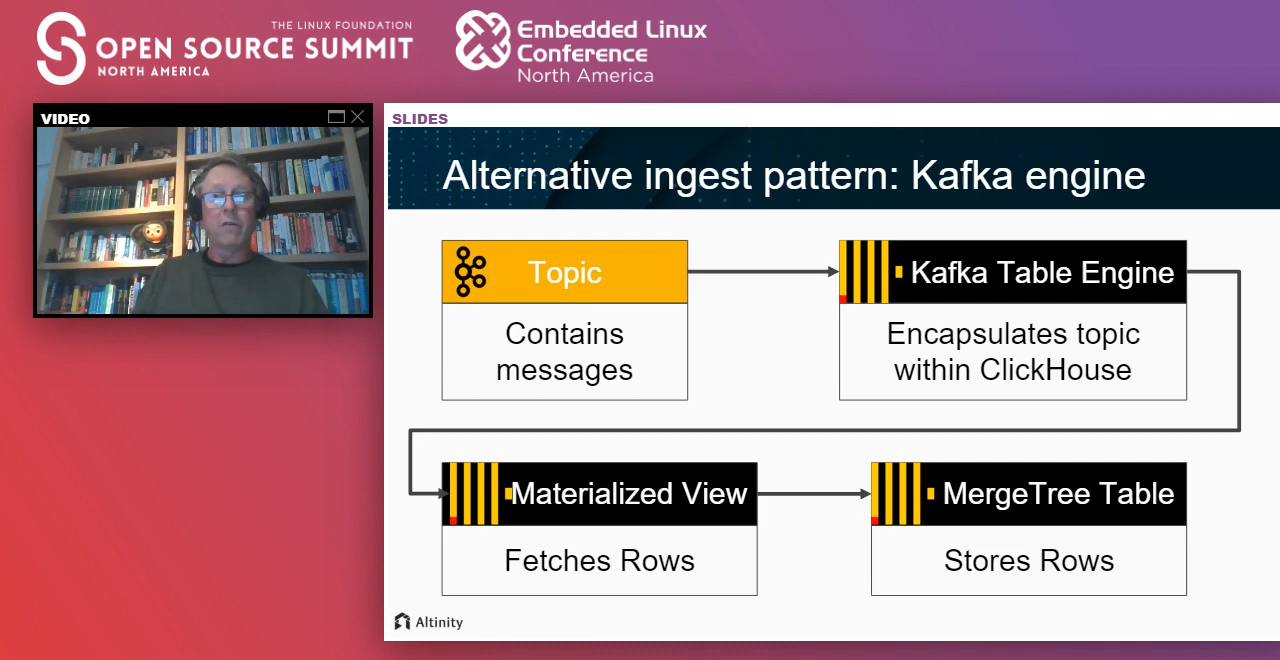 THE LINUX FOUNDATION
OPEN SOURCE SUMMIT
NORTH AMERICA
Embedded Linux
Conference
North America
VIDEO
SLIDES
Alternative ingest pattern: Kafka engine
Topic
Contains
messages
Kafka Table Engine
Encapsulates topic
within ClickHouse
Materialized View
Fetches Rows
MergeTree Table
Stores Rows
Altinity